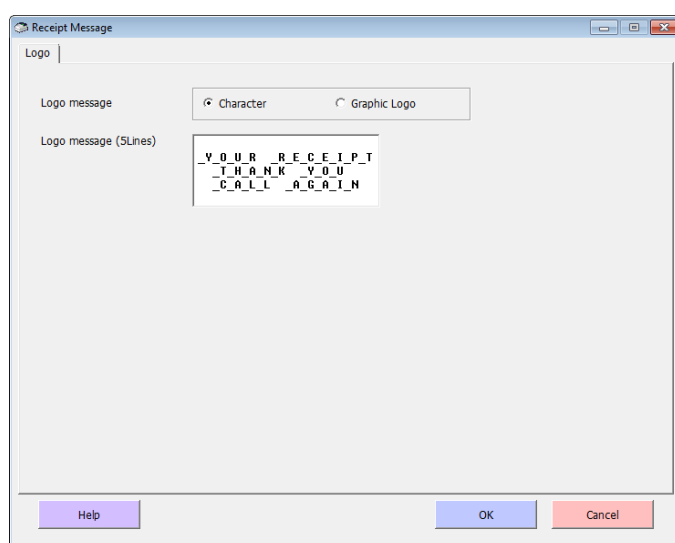 Receipt Message
Logo
Logo message
Character
Graphic Logo
Logo message (5Lines)
_Y_O_U_R _R_E_C_E_I_P_T
_T_H_A_N_K _Y_O_U
_C_A_L_L _A_G_A_I_N
Help
OK
Cancel